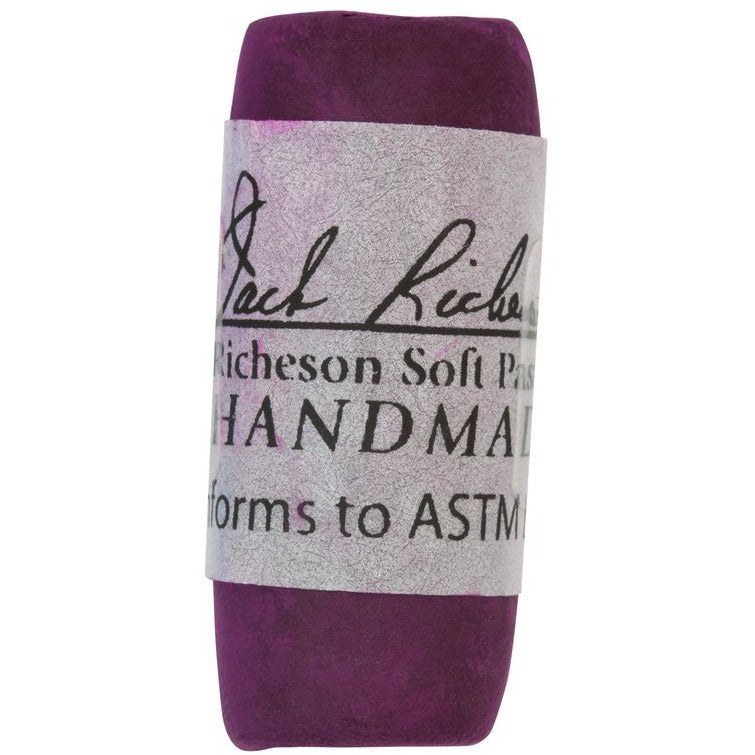 Jack Riches
Richeson Soft Pas
HANDMAD
nforms to ASTM